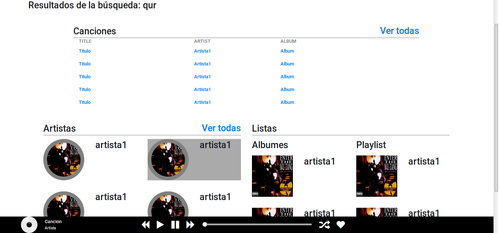 Resultados de la búsqueda: qur
Canciones Ver todas
TITLE ARTIST ALBUM
Titulo Artista1 Album
Titulo Artista1 Album
Titulo Artista1 Album
Titulo Artista1 Album
Titulo Artista1 Album
Artistas Ver todas Listas
Albumes Playlist
artista1 artista1 artista1 artista1
artista1 artista1 artista1 artista1
Cancion
Artista